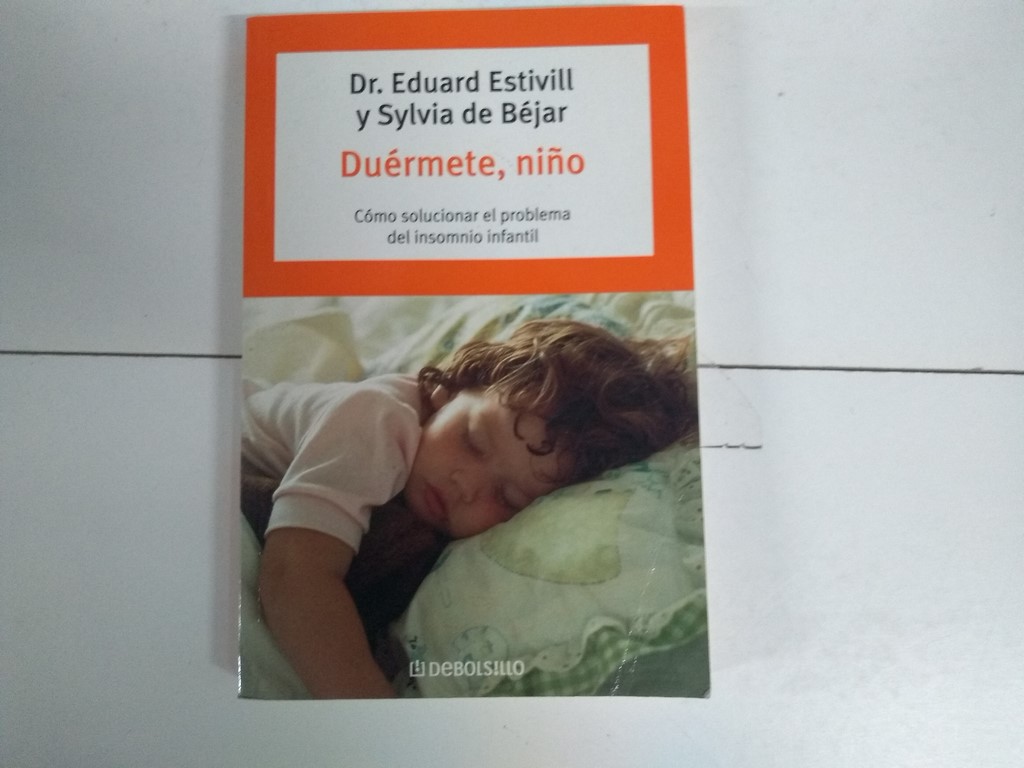 Dr. Eduard Estivill
y Sylvia de Béjar
Duérmete, niño
Cómo solucionar el problema
del insomnio infantil
DEBOLSILLO